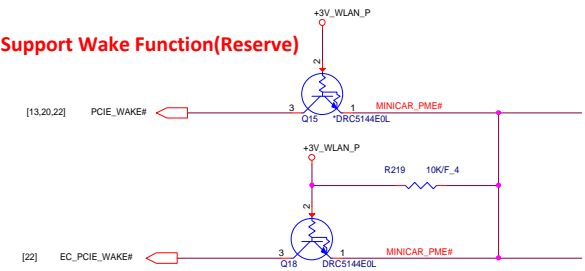 +3V_WLAN_P
Support Wake Function(Reserve)
2
[13,20,22] PCIE_WAKE# 3 1 MINICAR_PME#
Q15 *DRC5144E0L
+3V_WLAN_P
R219 10K/F_4
2
[22] EC_PCIE_WAKE# 3 1 MINICAR_PME#
Q18 DRC5144E0L